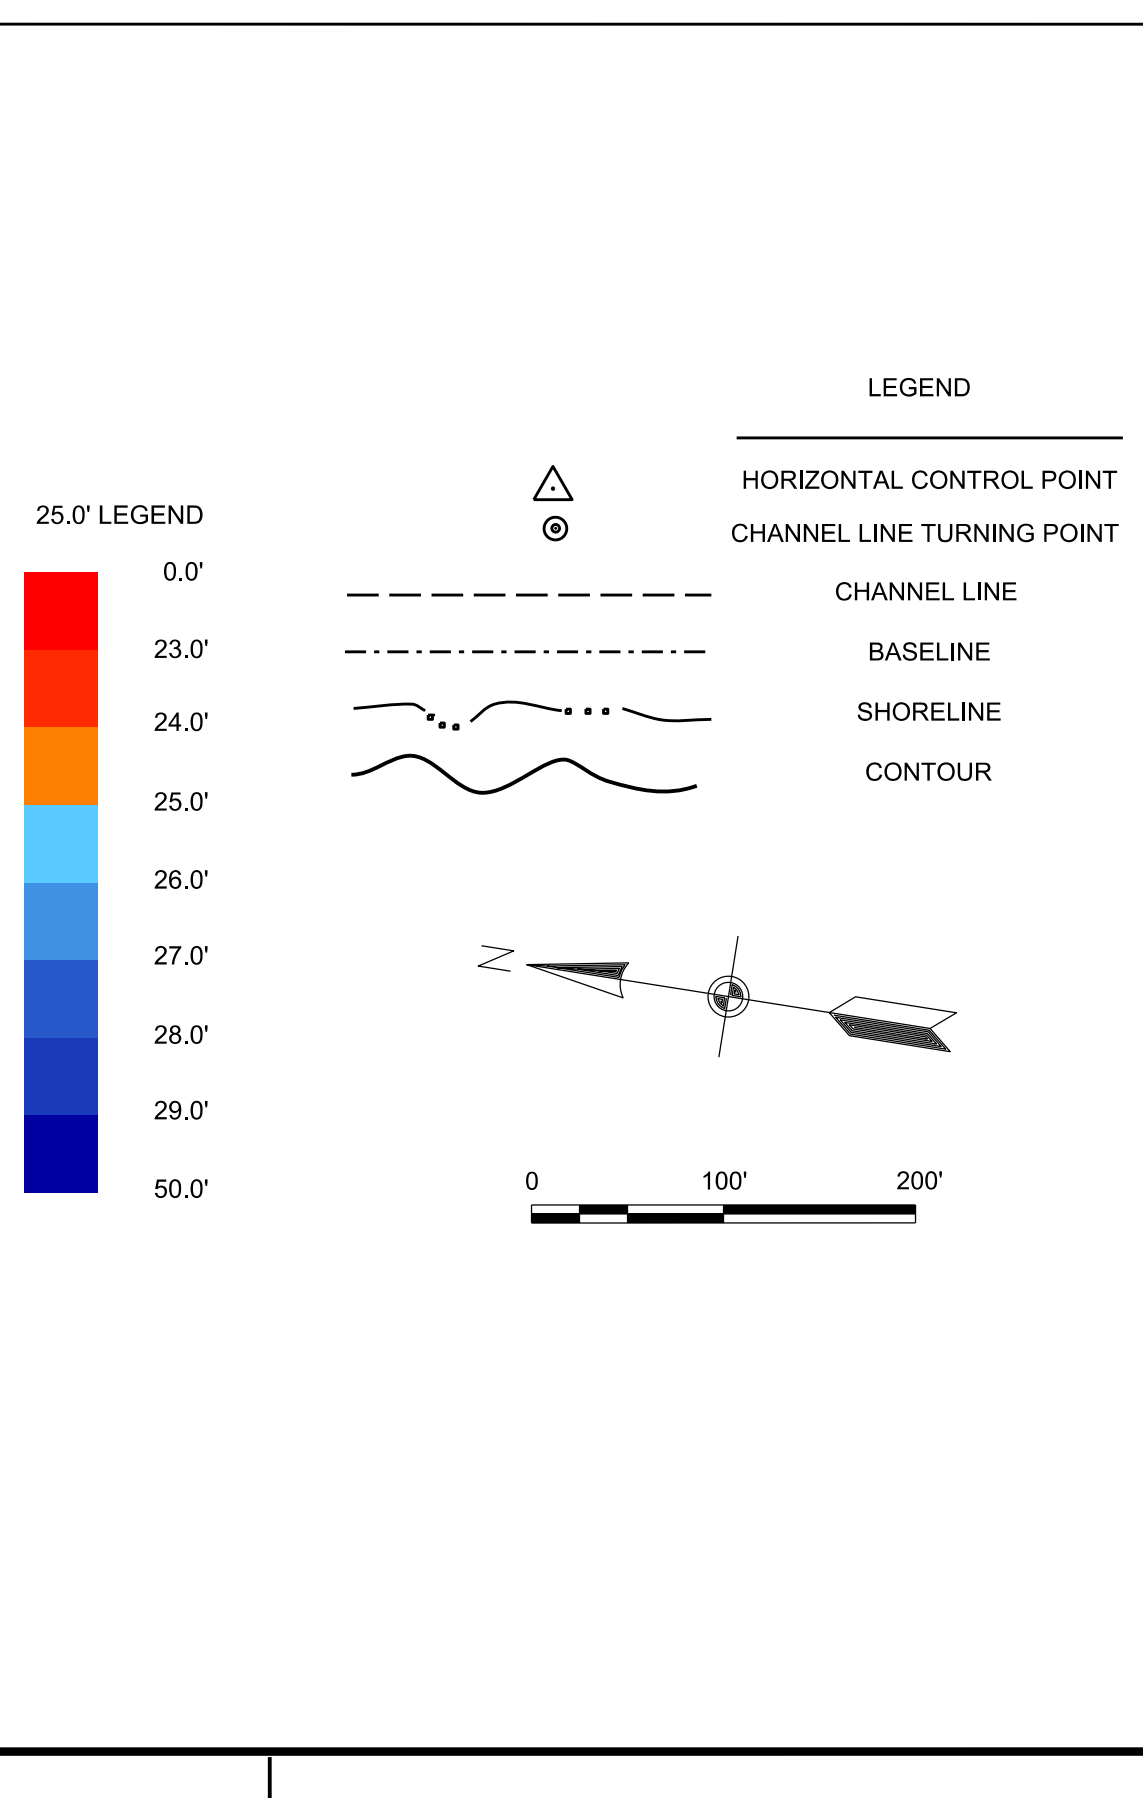 LEGEND
HORIZONTAL CONTROL POINT
CHANNEL LINE TURNING POINT
CHANNEL LINE
BASELINE
SHORELINE
CONTOUR
25.0' LEGEND
0.0'
23.0'
24.0'
25.0'
26.0'
27.0'
28.0'
29.0'
50.0'
N
0 100' 200'